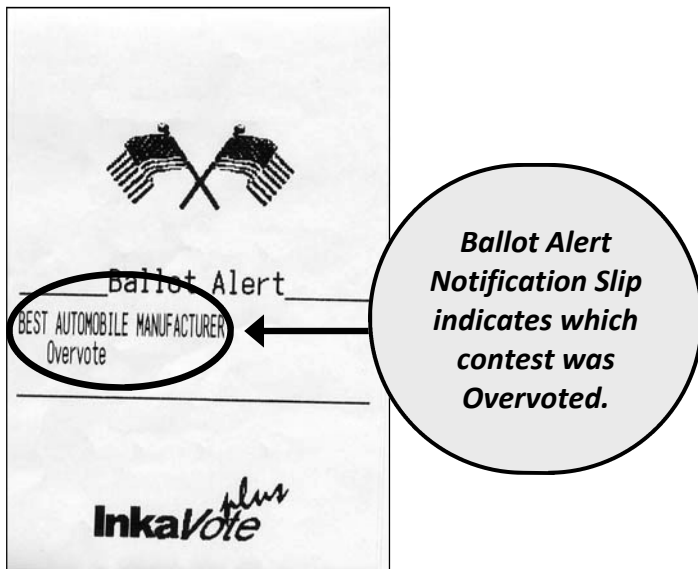 Ballot Alert
BEST AUTOMOBILE MANUFACTURER
Overvote
InkaVote plus
Ballot Alert
Notification Slip
indicates which
contest was
Overvoted.